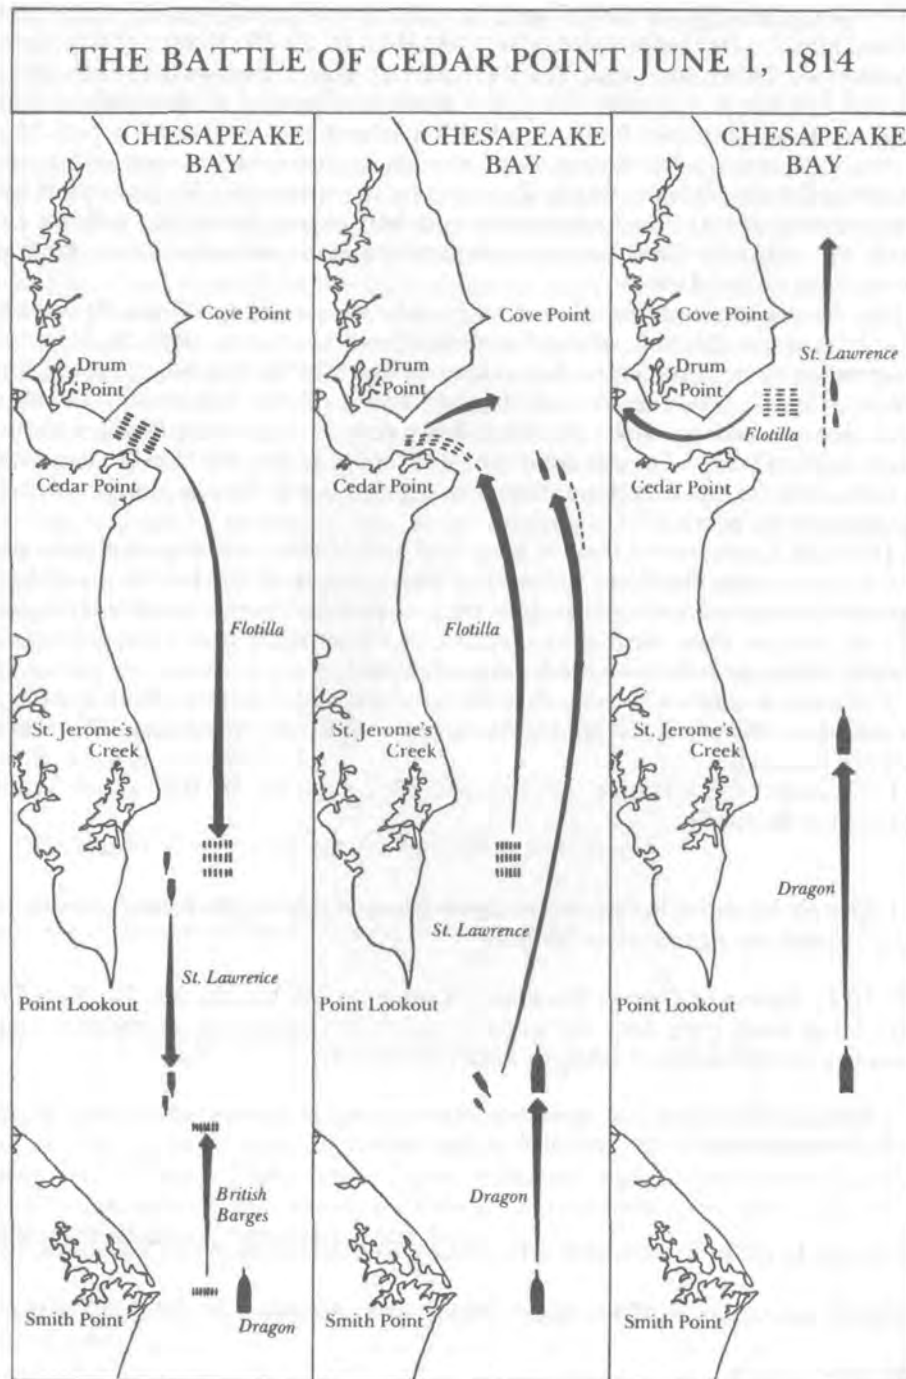 THE BATTLE OF CEDAR POINT JUNE 1, 1814
CHESAPEAKE
BAY
Cove Point
Drum
Point
Cedar Point
Flotilla
St. Jerome's
Creek
St. Lawrence
Point Lookout
British
Barges
Smith Point
Dragon
CHESAPEAKE
BAY
Cove Point
Drum
Point
Cedar Point
Flotilla
St. Jerome's
Creek
St. Lawrence
Point Lookout
Dragon
Smith Point
CHESAPEAKE
BAY
Cove Point
St. Lawrence
Drum
Point
Flotilla
Cedar Point
St. Jerome's
Creek
Dragon
Point Lookout
Smith Point